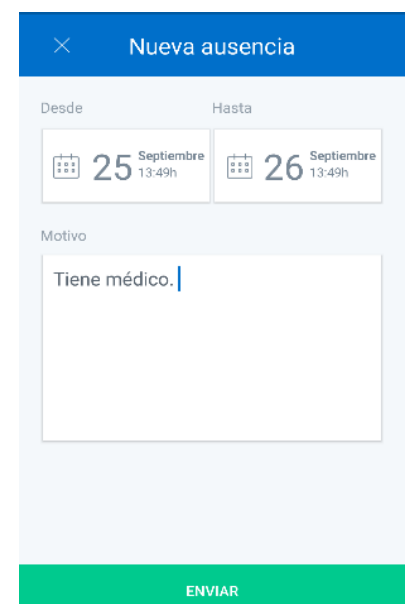 Nueva ausencia
Desde Hasta
25 Septiembre 13:49h 26 Septiembre 13:49h
Motivo
Tiene médico.
ENVIAR